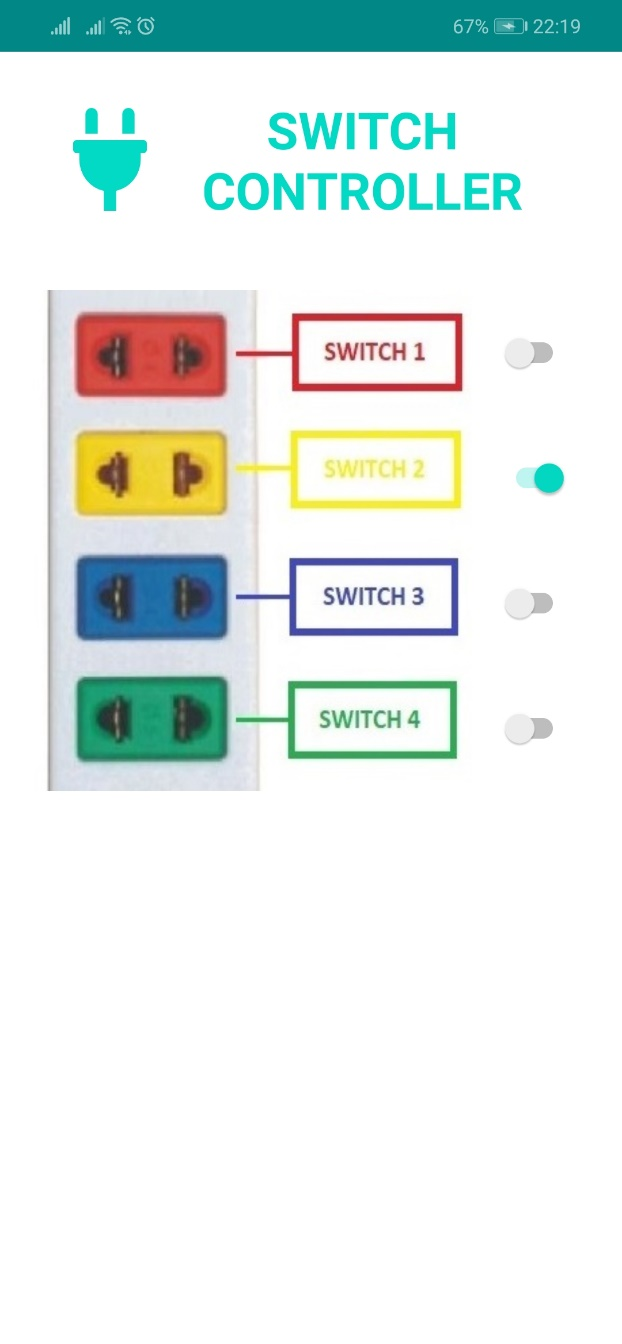 67% 22:19
SWITCH
CONTROLLER
SWITCH 1
SWITCH 2
SWITCH 3
SWITCH 4